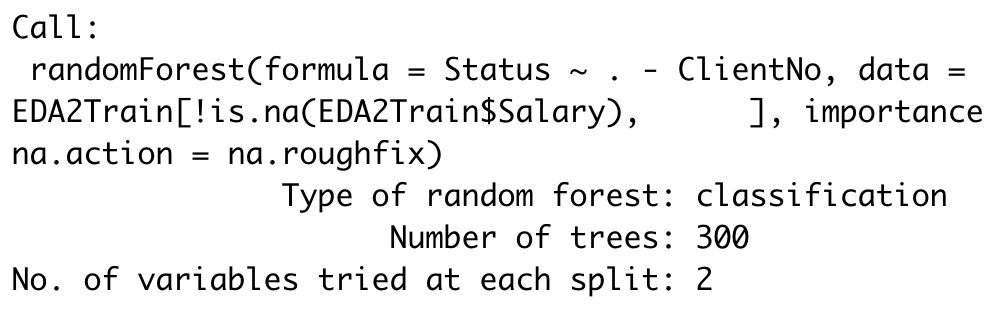 Call:
 randomForest(formula = Status ~ . - ClientNo, data =
EDA2Train[!is.na(EDA2Train$Salary),      ], importance
na.action = na.roughfix)
               Type of random forest: classification
                     Number of trees: 300
No. of variables tried at each split: 2